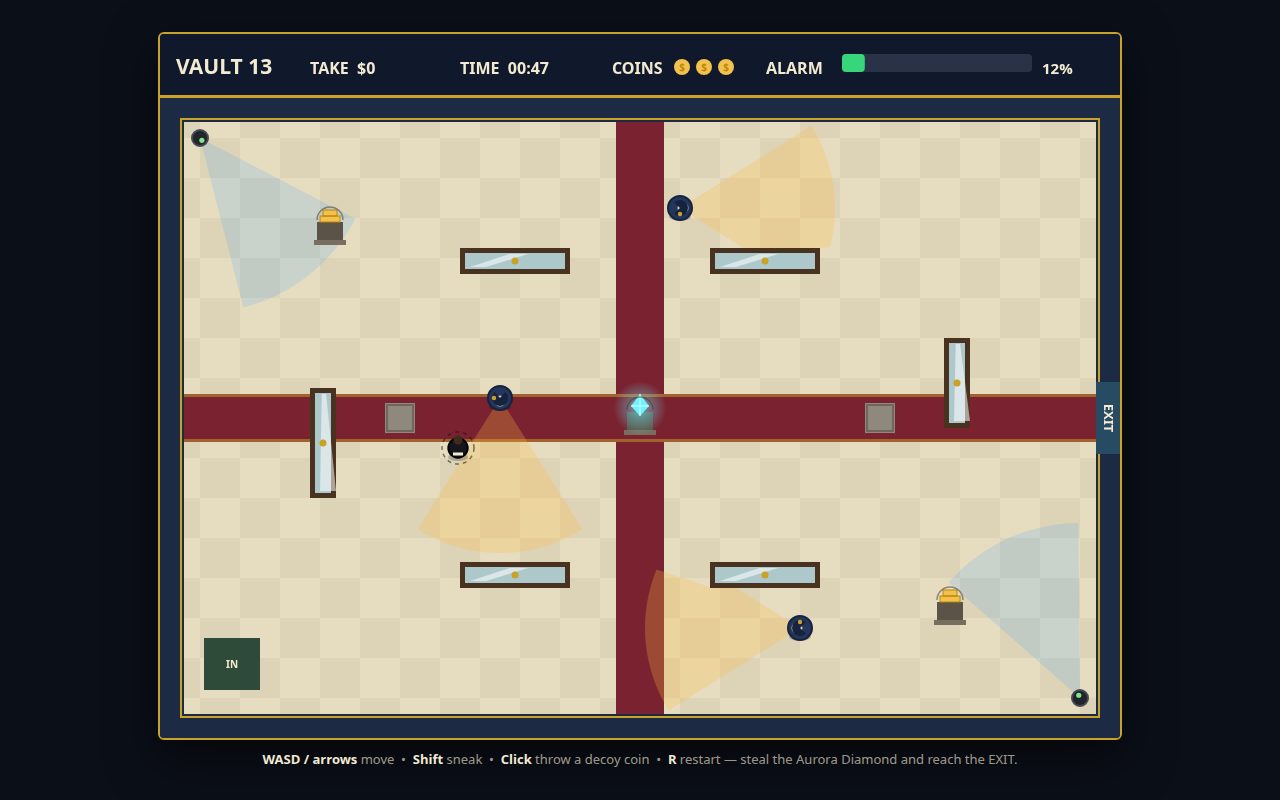 VAULT 13 TAKE $0 TIME 00:47 COINS $ $ $ ALARM 12%
EXIT
IN
WASD / arrows move • Shift sneak • Click throw a decoy coin • R restart — steal the Aurora Diamond and reach the EXIT.